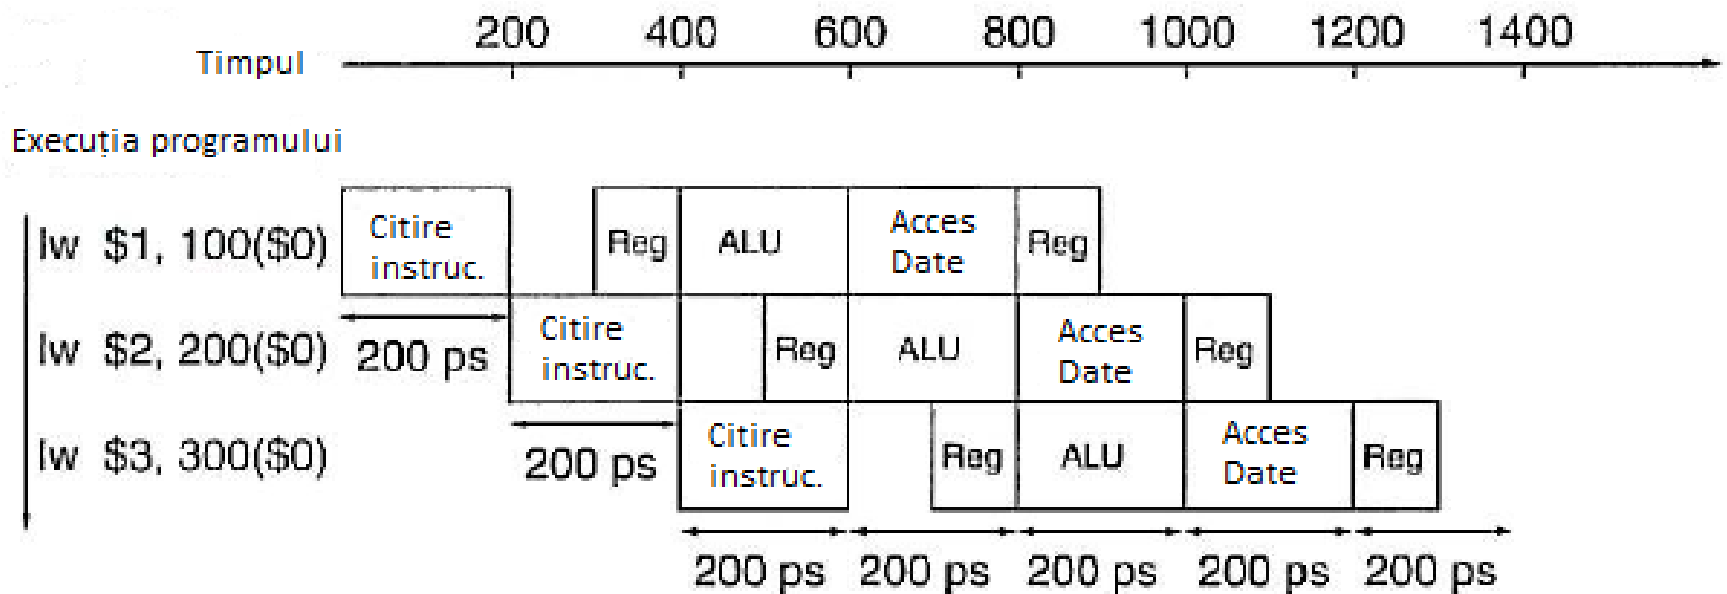 200 400 600 800 1000 1200 1400
Timpul
Execuția programului
lw $1, 100($0)
Citire
instruc.
Reg
ALU
Acces
Date
Reg
lw $2, 200($0)
200 ps
Citire
instruc.
Reg
ALU
Acces
Date
Reg
lw $3, 300($0)
200 ps
Citire
instruc.
Reg
ALU
Acces
Date
Reg
200 ps 200 ps 200 ps 200 ps 200 ps